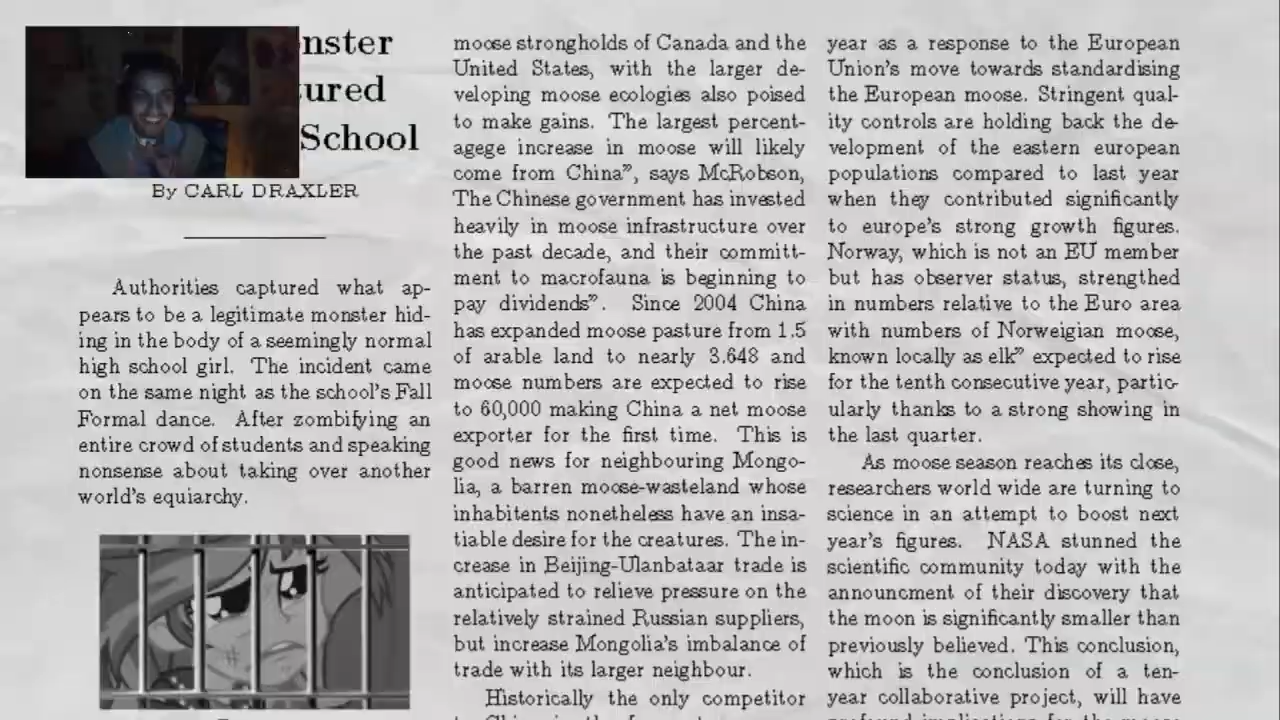 nster
ured
School
By CARL DRAXLER
Authorities captured what ap-
pears to be a legitimate monster hid-
ing in the body of a seemingly normal
high school girl. The incident came
on the same night as the school's Fall
Formal dance. After zombifying an
entire crowd of students and speaking
nonsense about taking over another
world's equiarchy.
moose strongholds of Canada and the
United States, with the larger de-
veloping moose ecologies also poised
to make gains. The largest percent-
agege increase in moose will likely
come from China”, says McRobson,
The Chinese government has invested
heavily in moose infrastructure over
the past decade, and their committ-
ment to macrofauna is beginning to
pay dividends”. Since 2004 China
has expanded moose pasture from 1.5
of arable land to nearly 3.648 and
moose numbers are expected to rise
to 60,000 making China a net moose
exporter for the first time. This is
good news for neighbouring Mongo-
lia, a barren moose-wasteland whose
inhabitents nonetheless have an insa-
tiable desire for the creatures. The in-
crease in Beijing-Ulanbataar trade is
anticipated to relieve pressure on the
relatively strained Russian suppliers,
but increase Mongolia's imbalance of
trade with its larger neighbour.
Historically the only competitor
year as a response to the European
Union's move towards standardising
the European moose. Stringent qual-
ity controls are holding back the de-
velopment of the eastern european
populations compared to last year
when they contributed significantly
to europe's strong growth figures.
Norway, which is not an EU member
but has observer status, strengthed
in numbers relative to the Euro area
with numbers of Norwegian moose,
known locally as elk” expected to rise
for the tenth consecutive year, partic-
ularly thanks to a strong showing in
the last quarter.
As moose season reaches its close,
researchers world wide are turning to
science in an attempt to boost next
year's figures. NASA stunned the
scientific community today with the
announcment of their discovery that
the moon is significantly smaller than
previously believed. This conclusion,
which is the conclusion of a ten-
year collaborative project, will have